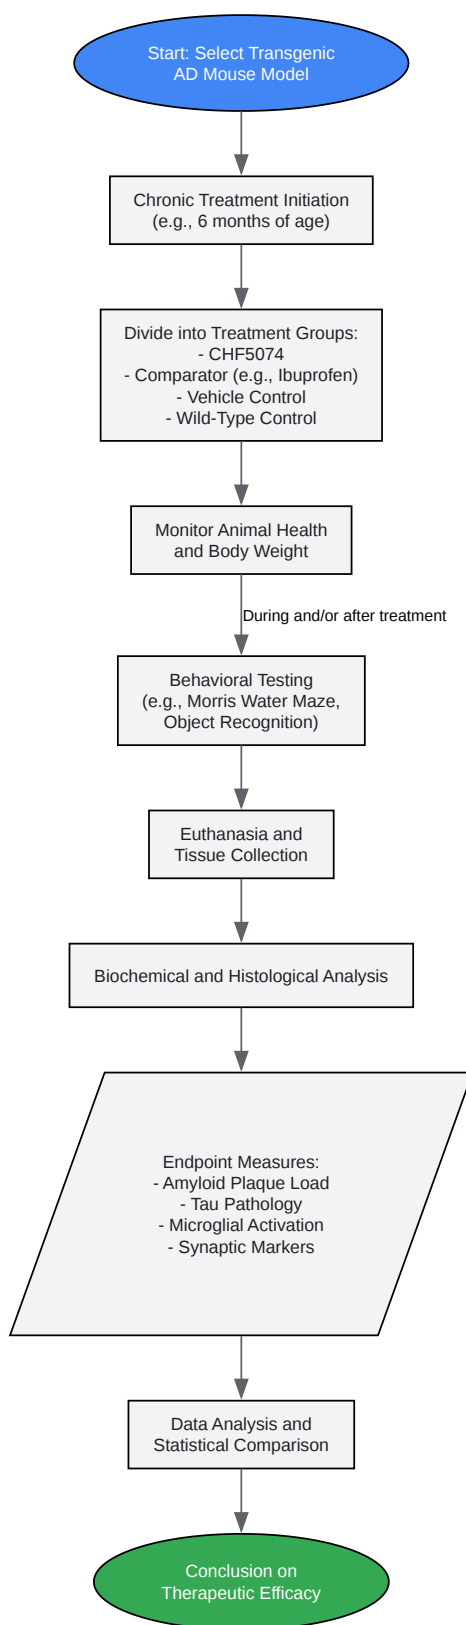 Start: Select Transgenic
AD Mouse Model
Chronic Treatment Initiation
(e.g., 6 months of age)
Divide into Treatment Groups:
- CHF5074
- Comparator (e.g., Ibuprofen)
- Vehicle Control
- Wild-Type Control
Monitor Animal Health
and Body Weight
During and/or after treatment
Behavioral Testing
(e.g., Morris Water Maze,
Object Recognition)
Euthanasia and
Tissue Collection
Biochemical and Histological Analysis
Endpoint Measures:
- Amyloid Plaque Load
- Tau Pathology
- Microglial Activation
- Synaptic Markers
Data Analysis and
Statistical Comparison
Conclusion on
Therapeutic Efficacy